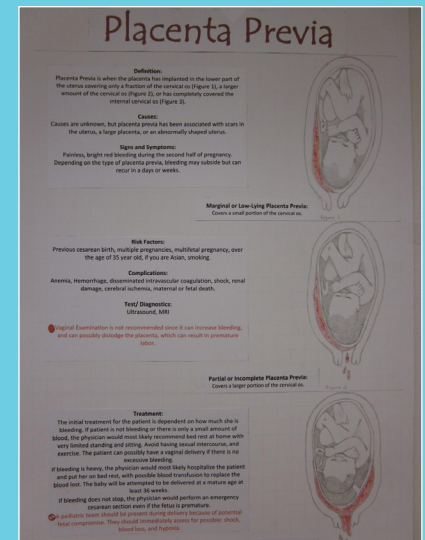 Placenta Previa
Definition:
Placenta Previa is when the placenta has implanted in the lower part of
the uterus covering only a fraction of the cervical os (Figure 1), a larger
amount of the cervical os (Figure 2), or has completely covered the
internal cervical os (Figure 3).
Causes:
Causes are unknown, but placenta previa has been associated with scars in
the uterus, a large placenta, or an abnormally shaped uterus.
Signs and Symptoms:
Painless, bright red bleeding during the second half of pregnancy.
Depending on the type of placenta previa, bleeding may subside but can
recur in a days or weeks.
Marginal or Low-Lying Placenta Previa:
Covers a small portion of the cervical os.
Figure 1
Risk Factors:
Previous cesarean birth, multiple pregnancies, multifetal pregnancy, over
the age of 35 year old, if you are Asian, smoking.
Complications:
Anemia, Hemorrhage, disseminated intravascular coagulation, shock, renal
damage, cerebral ischemia, maternal or fetal death.
Test/ Diagnostics:
Ultrasound, MRI
Vaginal Examination is not recommended since it can increase bleeding,
and can possibly dislodge the placenta, which can result in premature
labor.
Partial or Incomplete Placenta Previa:
Covers a larger portion of the cervical os.
Figure 2
Treatment:
The initial treatment for the patient is dependent on how much she is
bleeding. If patient is not bleeding or there is only a small amount of
blood, the physician would most likely recommend bed rest at home with
very limited standing and sitting. Avoid having sexual intercourse, and
exercise. The patient can possibly have a vaginal delivery if there is no
excessive bleeding.
If bleeding is heavy, the physician would most likely hospitalize the patient
and put her on bed rest, with possible blood transfusion to replace the
blood lost. The baby will be attempted to be delivered at a mature age at
least 36 weeks.
If bleeding does not stop, the physician would perform an emergency
cesarean section even if the fetus is premature.
A pediatric team should be present during delivery because of potential
fetal compromise. They should immediately assess for possible: shock,
blood loss, and hypoxia